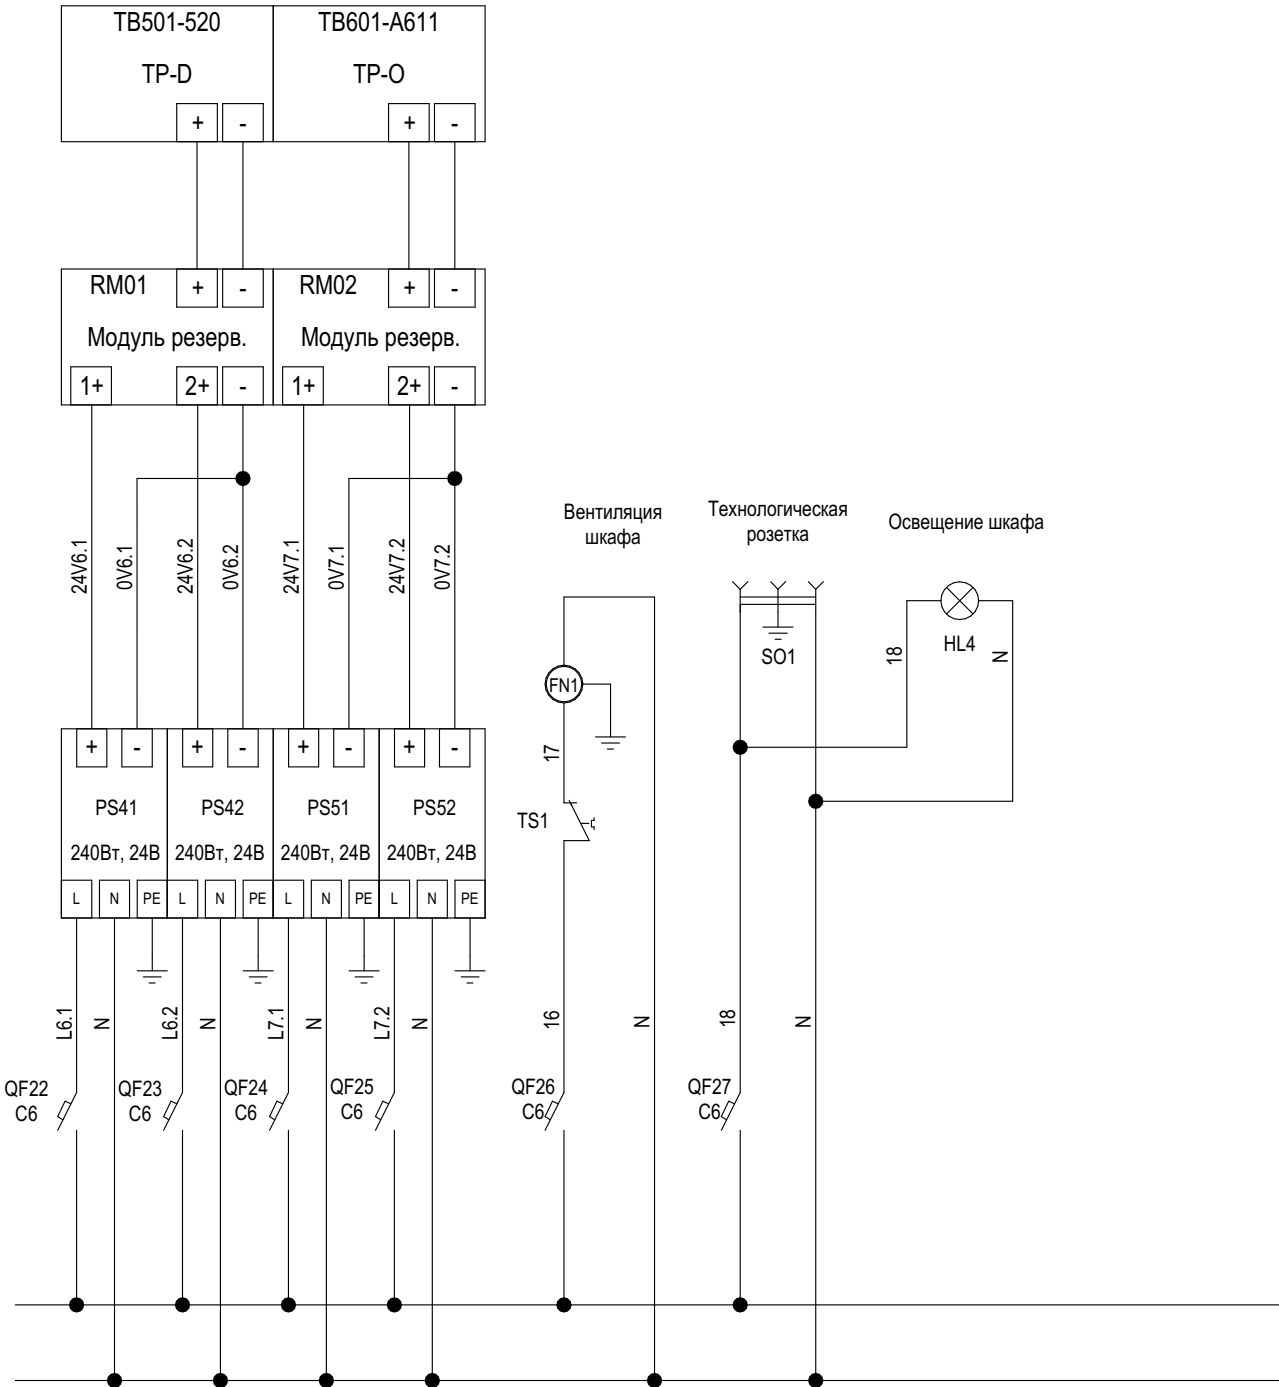 TB501-520
TB601-A611
TP-D
TP-O
+ - + -
RM01 + - RM02 + -
Модуль резерв.
Модуль резерв.
1+ 2+ - 1+ 2+ -
24V6.1
0V6.1
24V6.2
0V6.2
24V7.1
0V7.1
24V7.2
0V7.2
Вентиляция
шкафа
Технологическая
розетка
Освещение шкафа
FN1
SO1
HL4
18
N
17
TS1
+ - + - + - + -
PS41
PS42
PS51
PS52
240Вт, 24В
240Вт, 24В
240Вт, 24В
240Вт, 24В
L N PE L N PE L N PE L N PE
L6.1
N
L6.2
N
L7.1
N
L7.2
N
16
N
18
N
QF22
C6
QF23
C6
QF24
C6
QF25
C6
QF26
C6
QF27
C6